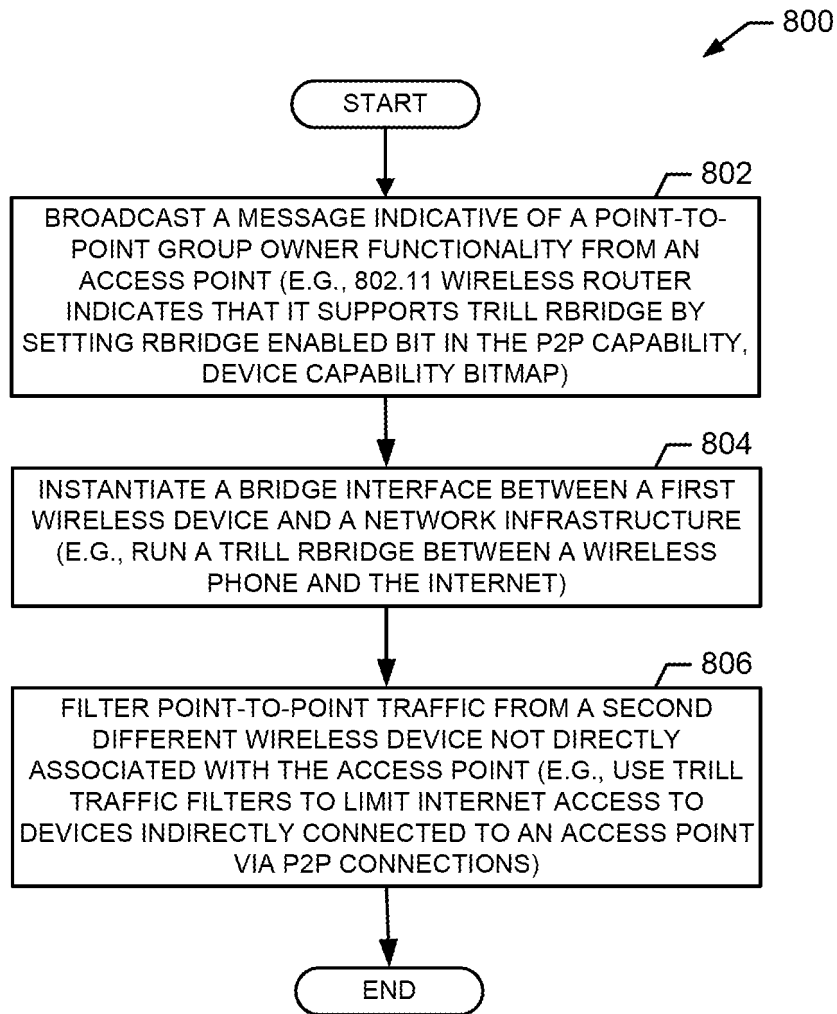 800
START
802
BROADCAST A MESSAGE INDICATIVE OF A POINT-TO-
POINT GROUP OWNER FUNCTIONALITY FROM AN
ACCESS POINT (E.G., 802.11 WIRELESS ROUTER
INDICATES THAT IT SUPPORTS TRILL RBRIDGE BY
SETTING RBRIDGE ENABLED BIT IN THE P2P CAPABILITY,
DEVICE CAPABILITY BITMAP)
804
INSTANTIATE A BRIDGE INTERFACE BETWEEN A FIRST
WIRELESS DEVICE AND A NETWORK INFRASTRUCTURE
(E.G., RUN A TRILL RBRIDGE BETWEEN A WIRELESS
PHONE AND THE INTERNET)
806
FILTER POINT-TO-POINT TRAFFIC FROM A SECOND
DIFFERENT WIRELESS DEVICE NOT DIRECTLY
ASSOCIATED WITH THE ACCESS POINT (E.G., USE TRILL
TRAFFIC FILTERS TO LIMIT INTERNET ACCESS TO
DEVICES INDIRECTLY CONNECTED TO AN ACCESS POINT
VIA P2P CONNECTIONS)
END